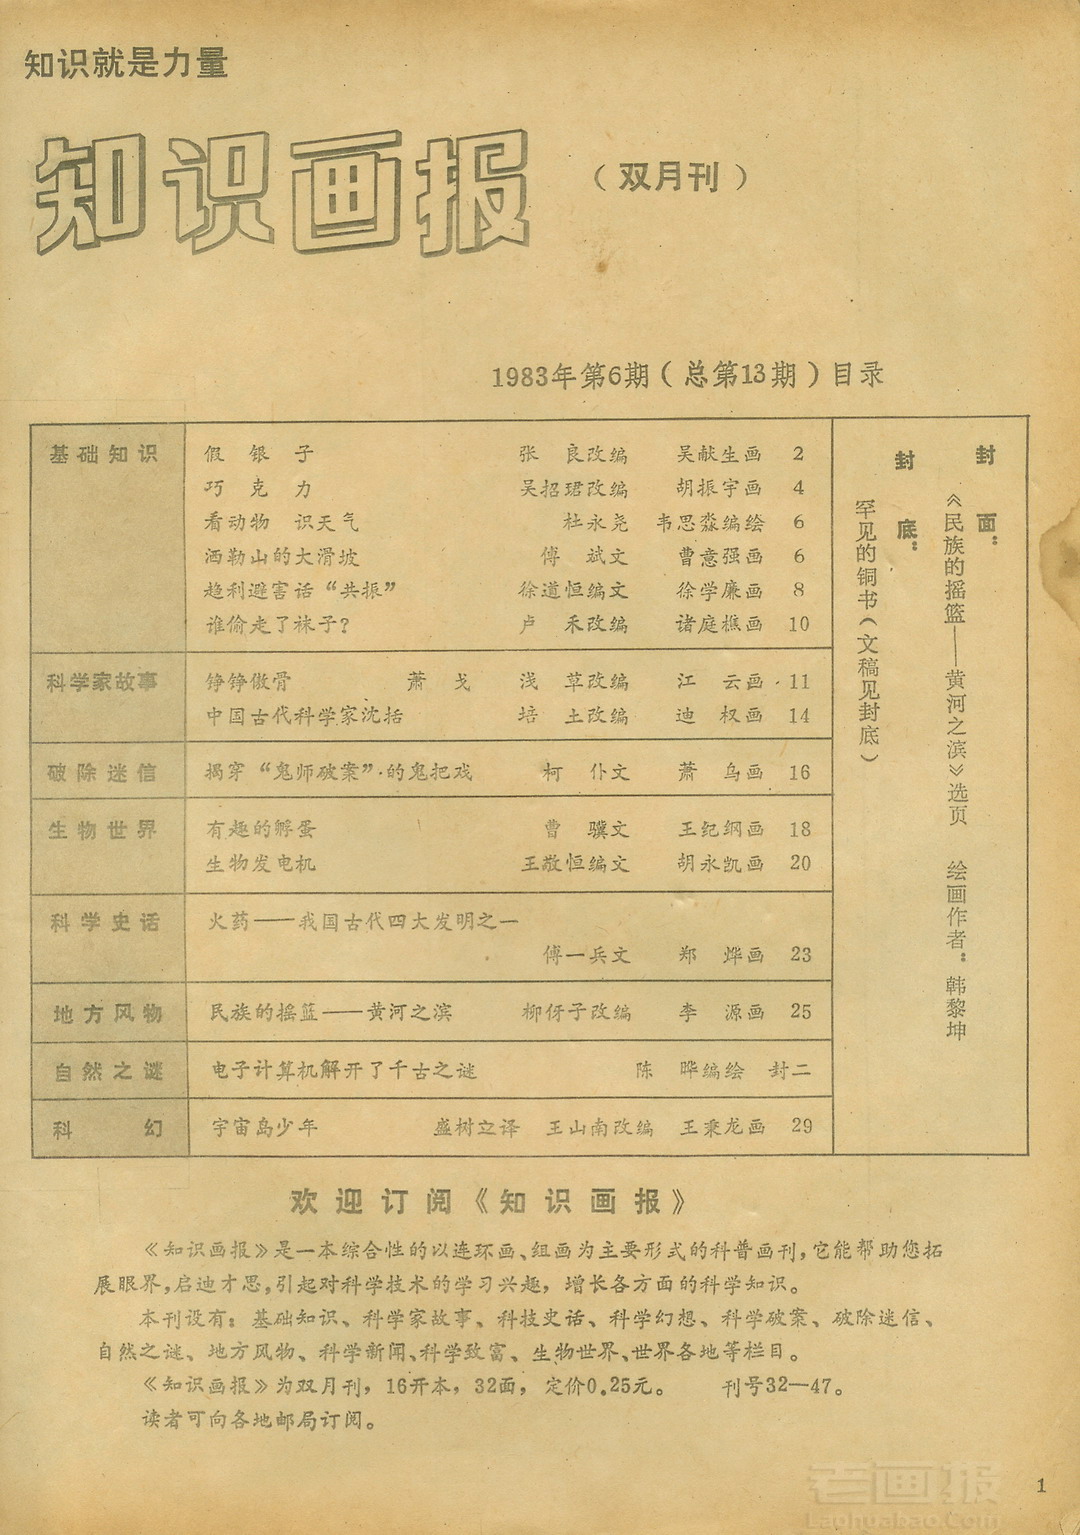 知识就是力量
知识画报
（双月刊）
1983年第6期（总第13期）目录
基础知识
假 银 子 张 良改编 吴献生画 2
巧 克 力 吴招珺改编 胡振宇画 4
看动物 识天气 杜永尧 韦思淼编绘 6
洒勒山的大滑坡 傅 斌文 曹意强画 6
趋利避害话“共振” 徐道恒编文 徐学廉画 8
谁偷走了袜子? 卢 禾改编 诸庭樵画 10
科学家故事
铮铮傲骨 萧 戈 浅 草改编 江 云画 11
中国古代科学家沈括 培 土改编 迪 权画 14
破除迷信
揭穿“鬼师破案”的鬼把戏 柯 仆文 萧 鸟画 16
生物世界
有趣的孵蛋 曹 骥文 王纪纲画 18
生物发电机 王敬恒编文 胡永凯画 20
科学史话
火药——我国古代四大发明之一
傅一兵文 郑 烨画 23
地方风物
民族的摇篮——黄河之滨 柳伢子改编 李 源画 25
自然之谜
电子计算机解开了千古之谜 陈 晔编绘 封二
科 幻
宇宙岛少年 盛树立译 王山南改编 王秉龙画 29
封 面：
《民族的摇篮——黄河之滨》选页 绘画作者：韩黎坤
封 底：
罕见的铜书（文稿见封底）
欢迎订阅《知识画报》
《知识画报》是一本综合性的以连环画、组画为主要形式的科普画刊，它能帮助您拓
展眼界，启迪才思，引起对科学技术的学习兴趣，增长各方面的科学知识。
本刊设有：基础知识、科学家故事、科技史话、科学幻想、科学破案、破除迷信、
自然之谜、地方风物、科学新闻、科学致富、生物世界、世界各地等栏目。
《知识画报》为双月刊，16开本，32面，定价0.25元。 刊号32—47。
读者可向各地邮局订阅。
1
老画报
Laohuabao.Com